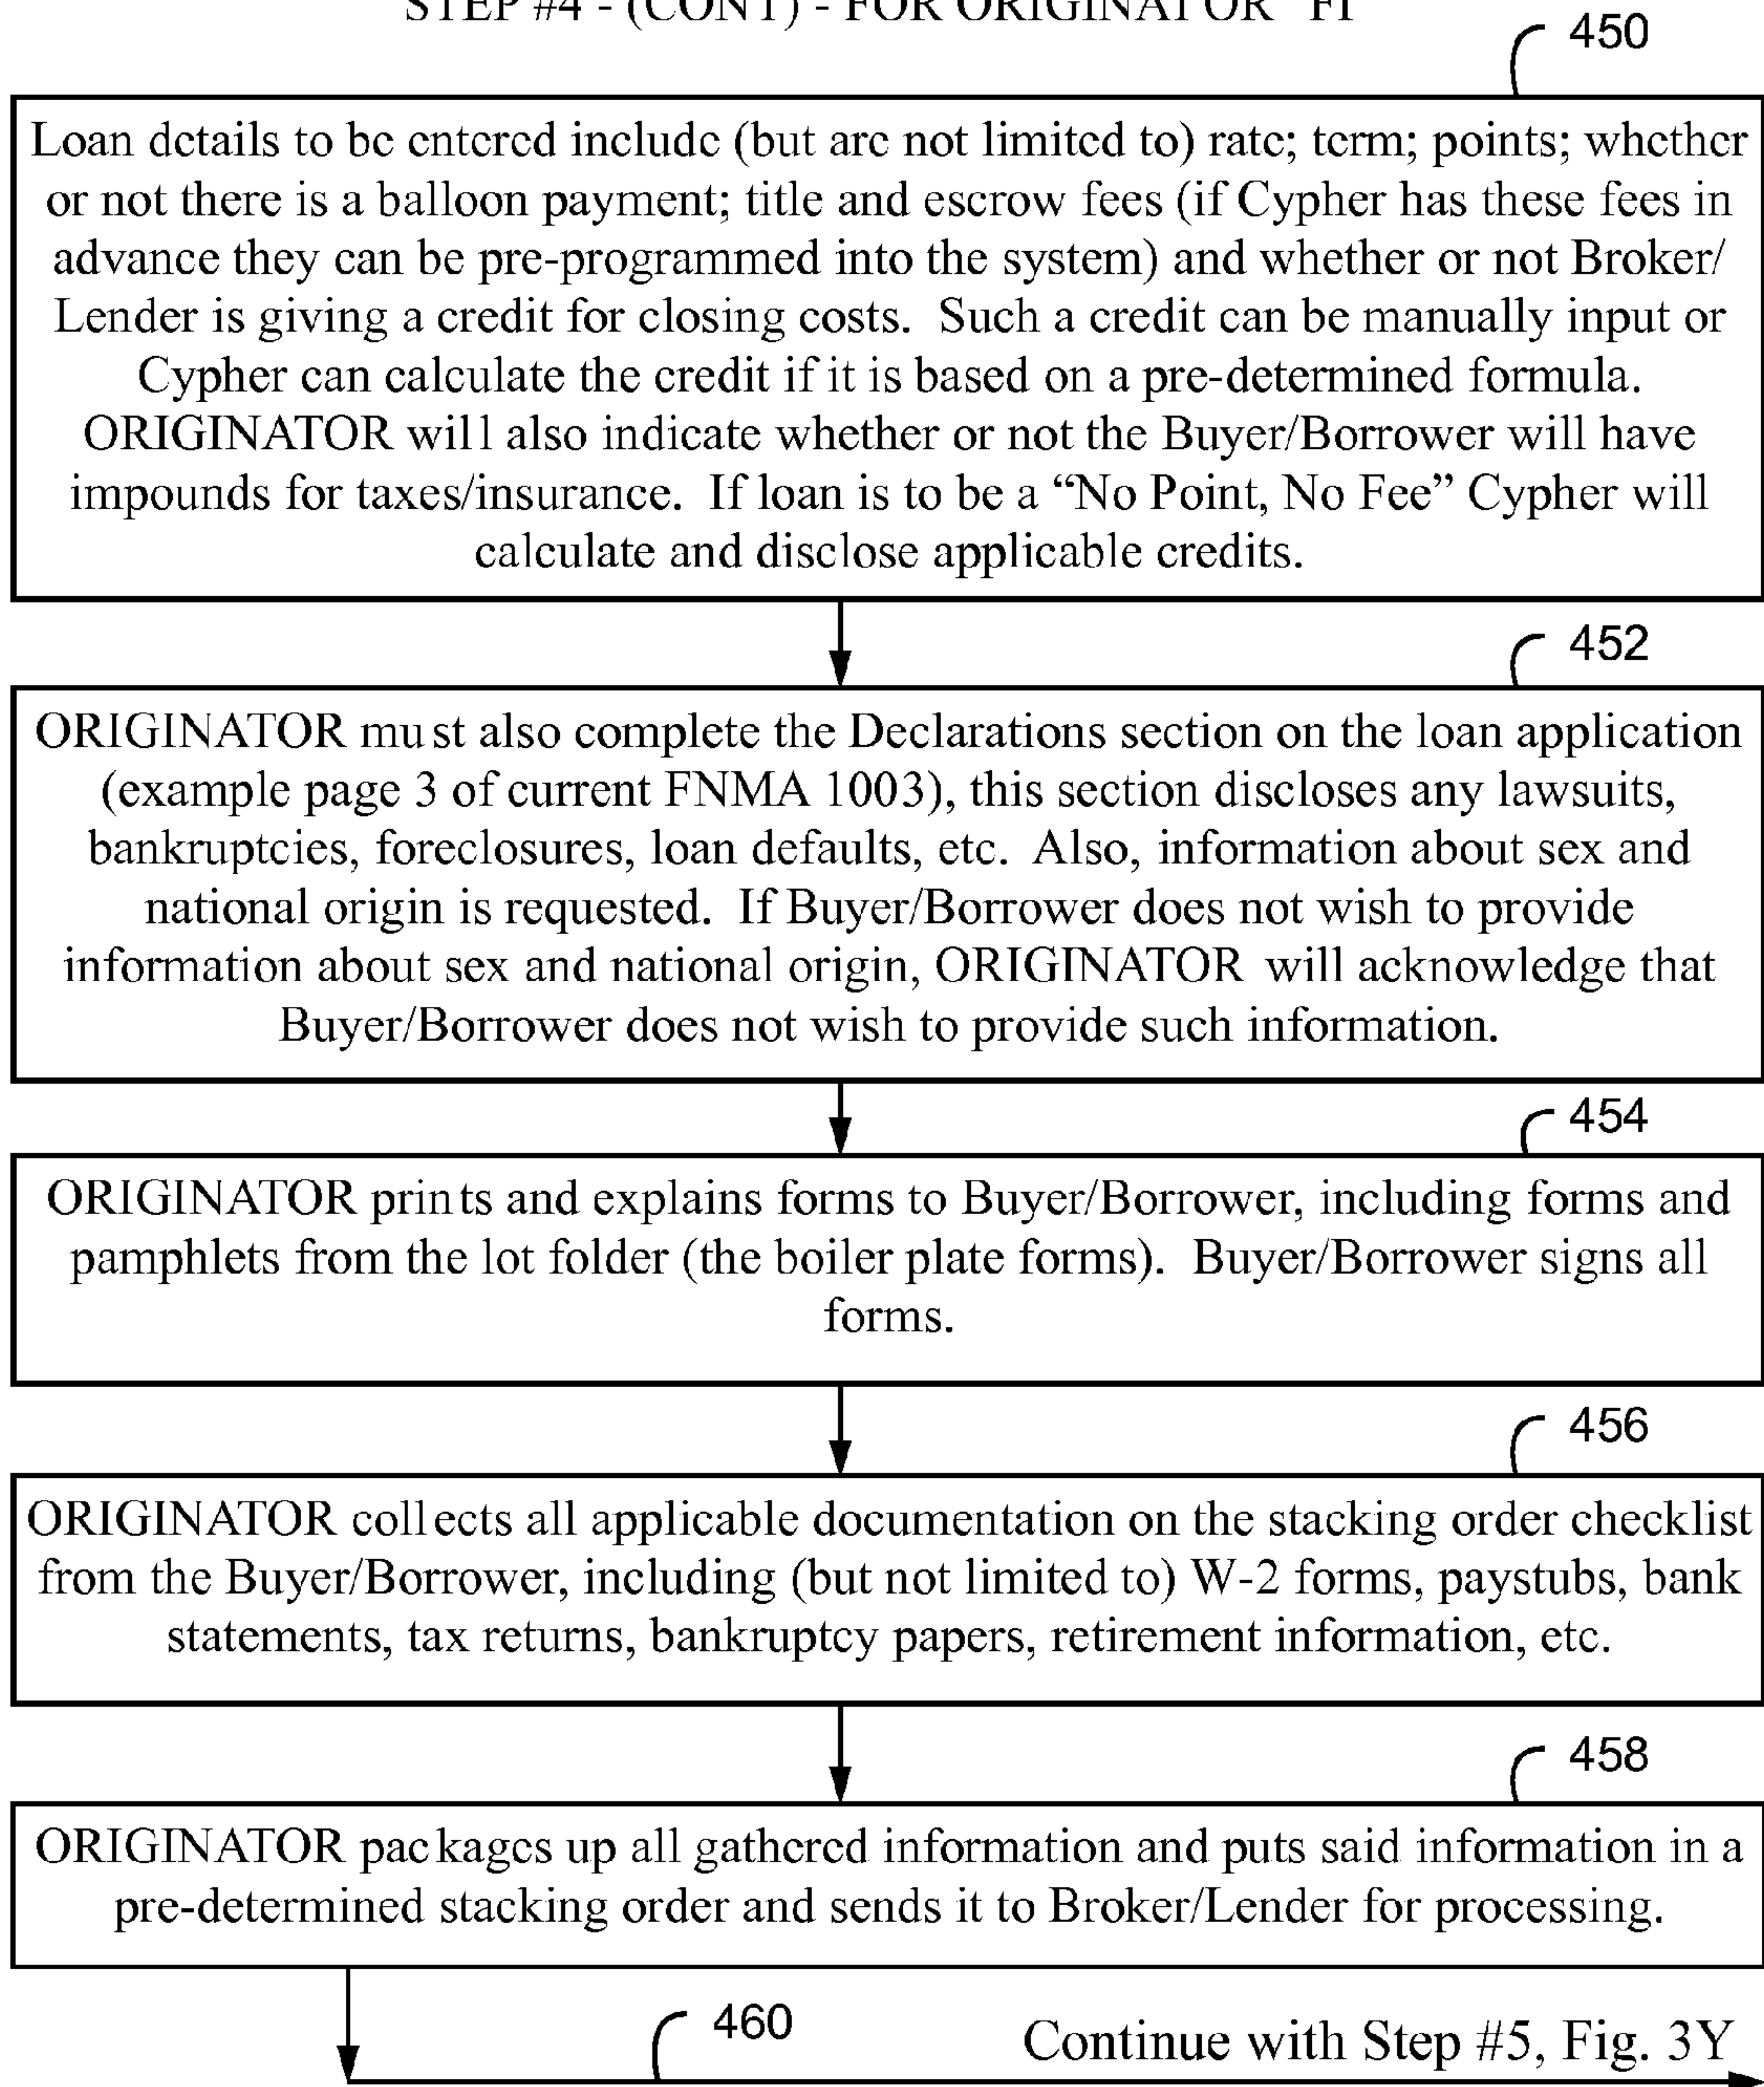 STEP #4 - (CONT) - FOR ORIGINATOR
450
Loan details to be entered include (but are not limited to) rate; term; points; whether
or not there is a balloon payment; title and escrow fees (if Cypher has these fees in
advance they can be pre-programmed into the system) and whether or not Broker/
Lender is giving a credit for closing costs.  Such a credit can be manually input or
Cypher can calculate the credit if it is based on a pre-determined formula.
ORIGINATOR will also indicate whether or not the Buyer/Borrower will have
impounds for taxes/insurance.  If loan is to be a “No Point, No Fee” Cypher will
calculate and disclose applicable credits.
452
ORIGINATOR must also complete the Declarations section on the loan application
(example page 3 of current FNMA 1003), this section discloses any lawsuits,
bankruptcies, foreclosures, loan defaults, etc.  Also, information about sex and
national origin is requested.  If Buyer/Borrower does not wish to provide
information about sex and national origin, ORIGINATOR will acknowledge that
Buyer/Borrower does not wish to provide such information.
454
ORIGINATOR prints and explains forms to Buyer/Borrower, including forms and
pamphlets from the lot folder (the boiler plate forms).  Buyer/Borrower signs all
forms.
456
ORIGINATOR collects all applicable documentation on the stacking order checklist
from the Buyer/Borrower, including (but not limited to) W-2 forms, paystubs, bank
statements, tax returns, bankruptcy papers, retirement information, etc.
458
ORIGINATOR packages up all gathered information and puts said information in a
pre-determined stacking order and sends it to Broker/Lender for processing.
460
Continue with Step #5, Fig. 3Y